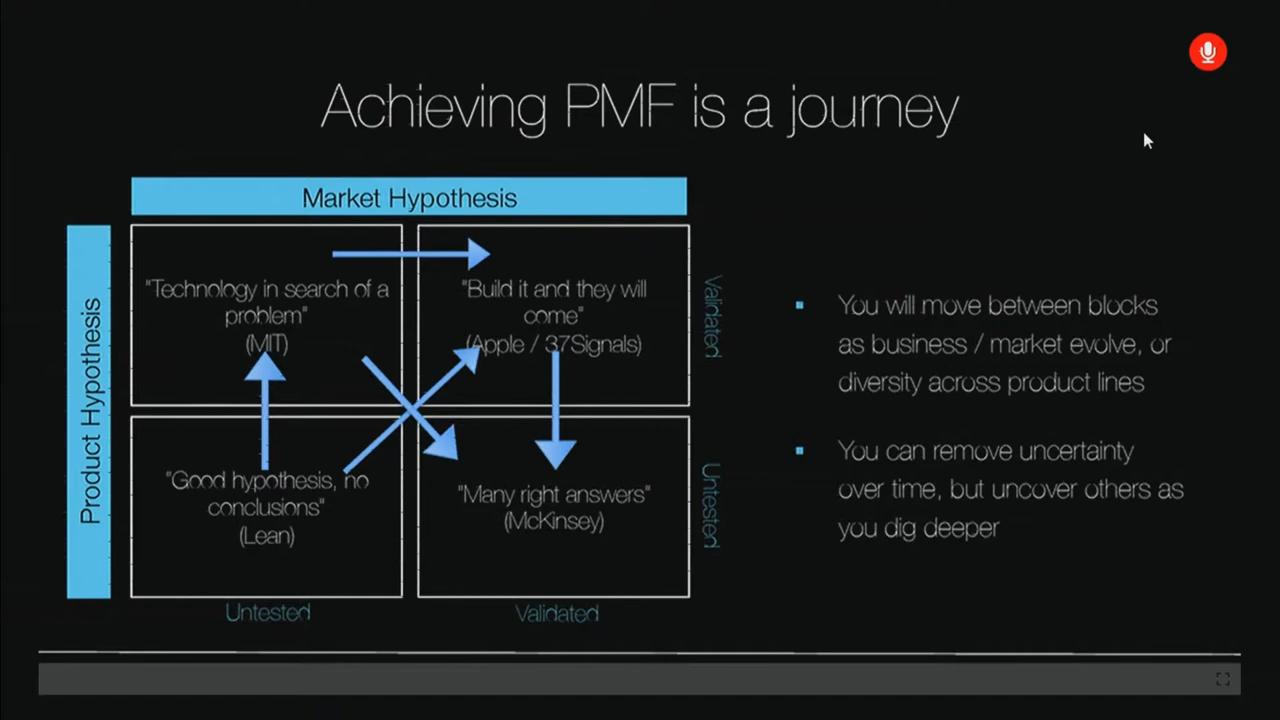 Achieving PMF is a journey
Market Hypothesis
Product Hypothesis
"Technology in search of a
problem"
(MIT)
"Build it and they will
come"
(Apple / 37Signals)
Validated
"Good hypothesis, no
conclusions"
(Lean)
"Many right answers"
(McKinsey)
Untested
Untested
Validated
You will move between blocks
as business / market evolve, or
diversity across product lines
You can remove uncertainty
over time, but uncover others as
you dig deeper